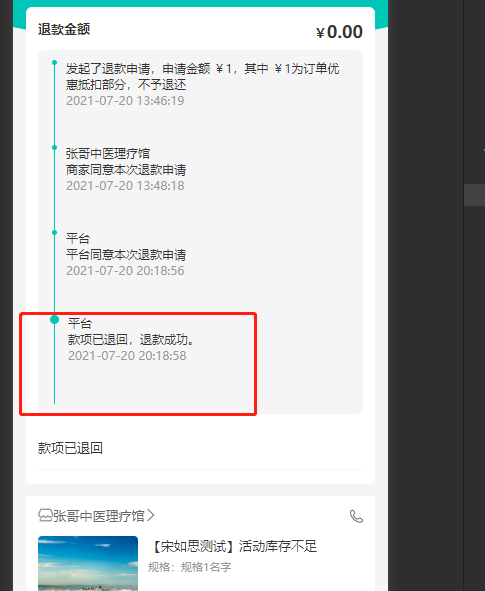 退款金额
￥0.00
发起了退款申请，申请金额 ￥1，其中 ￥1为订单优
惠抵扣部分，不予退还
2021-07-20 13:46:19
张哥中医理疗馆
商家同意本次退款申请
2021-07-20 13:48:18
平台
平台同意本次退款申请
2021-07-20 20:18:56
平台
款项已退回，退款成功。
2021-07-20 20:18:58
款项已退回
张哥中医理疗馆
【宋如思测试】活动库存不足
规格：规格1名字